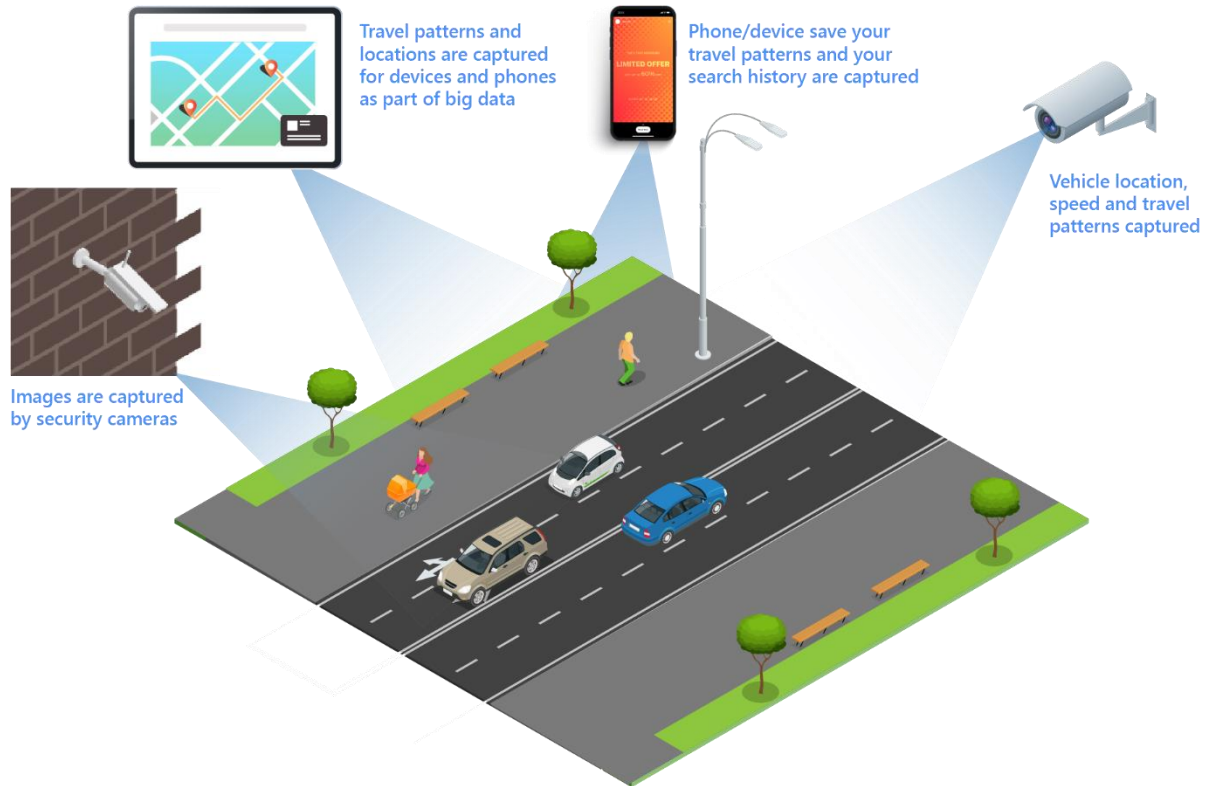 Travel patterns and
locations are captured
for devices and phones
as part of big data
LIMITED OFFER
Phone/device save your
travel patterns and your
search history are captured
Vehicle location,
speed and travel
patterns captured
Images are captured
by security cameras